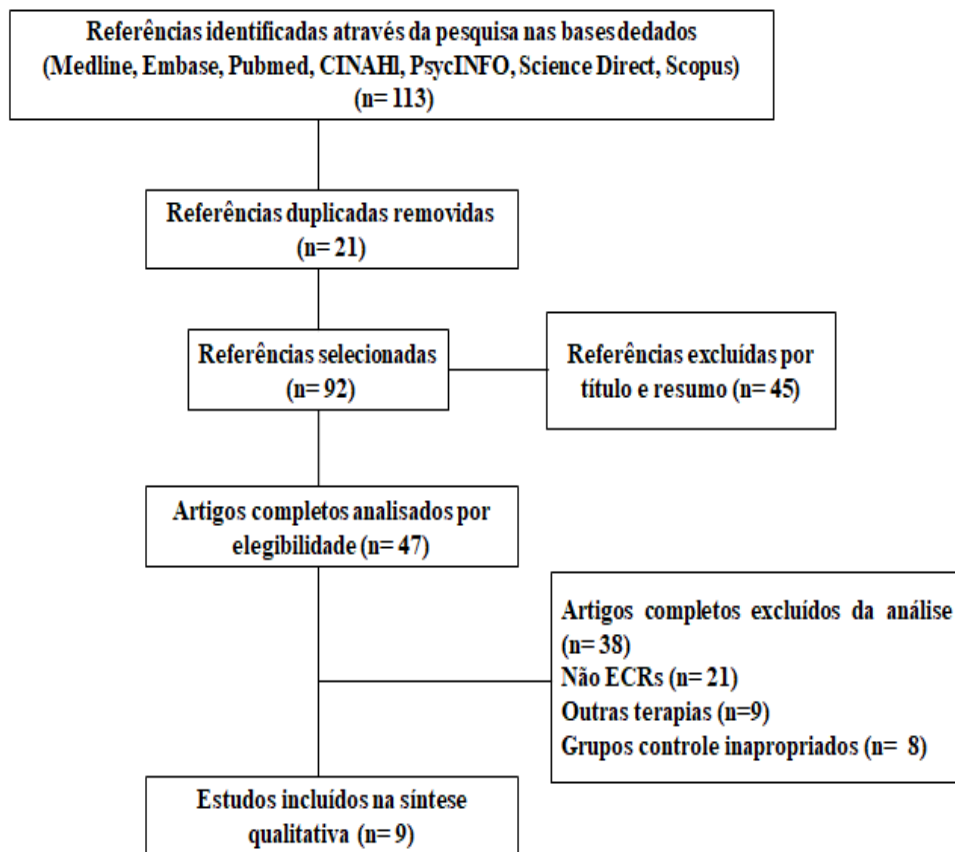 Referências identificadas através da pesquisa nas bases dedados
(Medline, Embase, Pubmed, CINAHl, PsycINFO, Science Direct, Scopus)
(n= 113)
Referências duplicadas removidas
(n= 21)
Referências selecionadas
(n= 92)
Referências excluídas por
título e resumo (n= 45)
Artigos completos analisados por
elegibilidade (n= 47)
Artigos completos excluídos da análise
(n= 38)
Não ECRs (n= 21)
Outras terapias (n=9)
Grupos controle inapropriados (n= 8)
Estudos incluídos na síntese
qualitativa (n= 9)